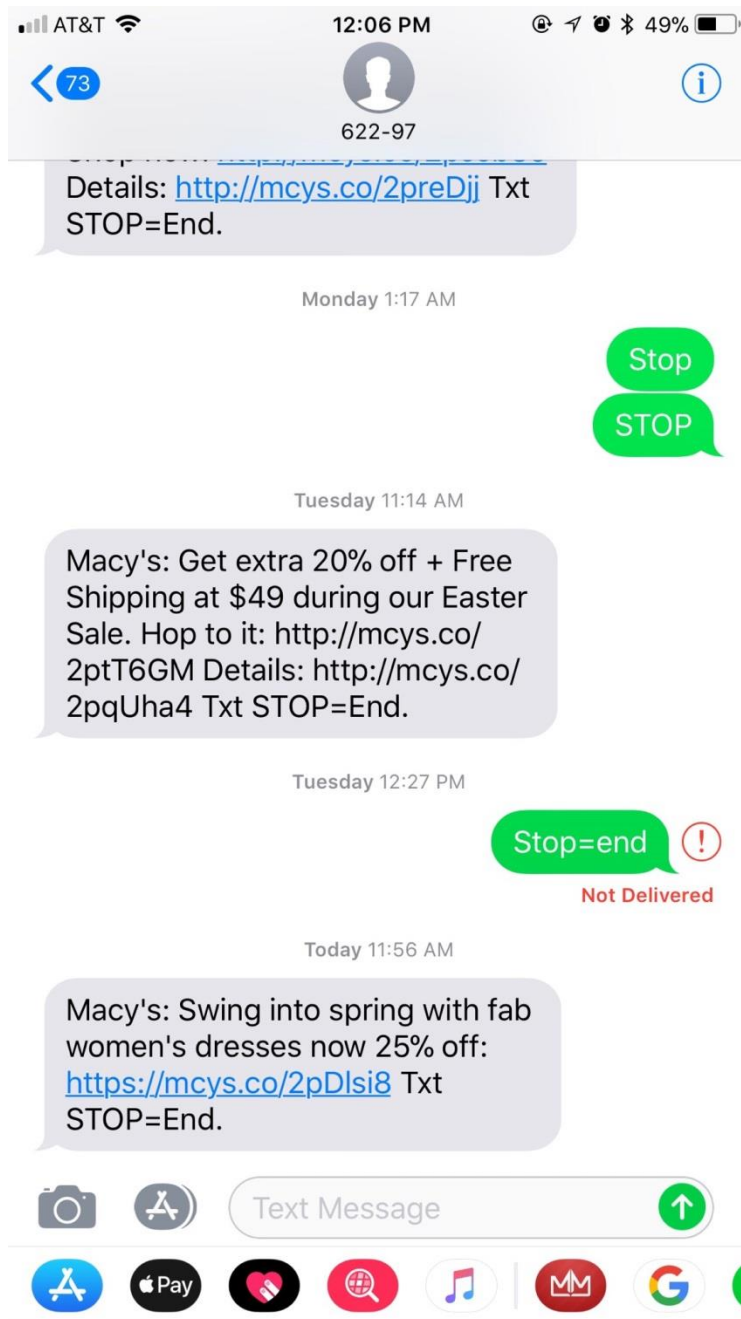 AT&T 12:06 PM 49%
73
622-97
Details: http://mcys.co/2preDjj Txt
STOP=End.
Monday 1:17 AM
Stop
STOP
Tuesday 11:14 AM
Macy's: Get extra 20% off + Free
Shipping at $49 during our Easter
Sale. Hop to it: http://mcys.co/
2ptT6GM Details: http://mcys.co/
2pqUha4 Txt STOP=End.
Tuesday 12:27 PM
Stop=end !
Not Delivered
Today 11:56 AM
Macy's: Swing into spring with fab
women's dresses now 25% off:
https://mcys.co/2pDlsi8 Txt
STOP=End.
Text Message
Pay
MM
G